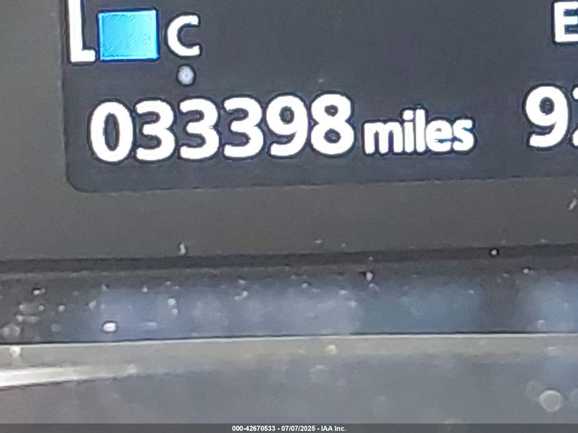 C
E
033398 miles
000-42670533 - 07/07/2025 - IAA Inc.